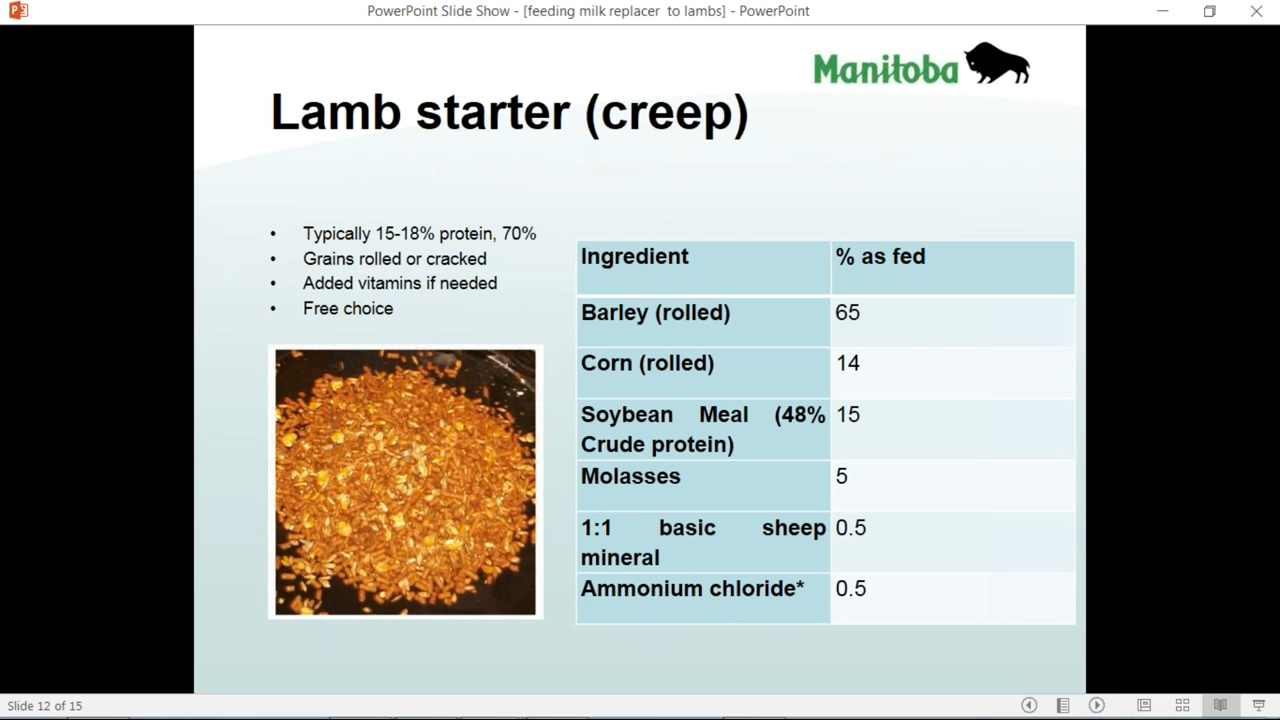 PowerPoint Slide Show - [feeding milk replacer  to lambs] - PowerPoint
Manitoba
Lamb starter (creep)
• Typically 15-18% protein, 70%
• Grains rolled or cracked
• Added vitamins if needed
• Free choice
Ingredient % as fed
Barley (rolled) 65
Corn (rolled) 14
Soybean Meal (48% 15
Crude protein)
Molasses 5
1:1 basic sheep 0.5
mineral
Ammonium chloride* 0.5
Slide 12 of 15